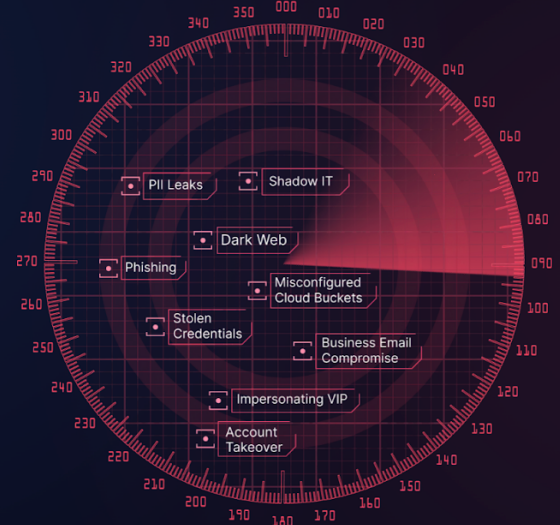 000
350
010
340
020
330
030
320
040
310
050
300
060
290
070
PII Leaks
Shadow IT
280
080
Dark Web
270
090
Phishing
Misconfigured
Cloud Buckets
260
100
Stolen
Credentials
250
110
Business Email
Compromise
240
120
Impersonating VIP
230
130
Account
Takeover
220
140
210
150
200
160
190
170
180